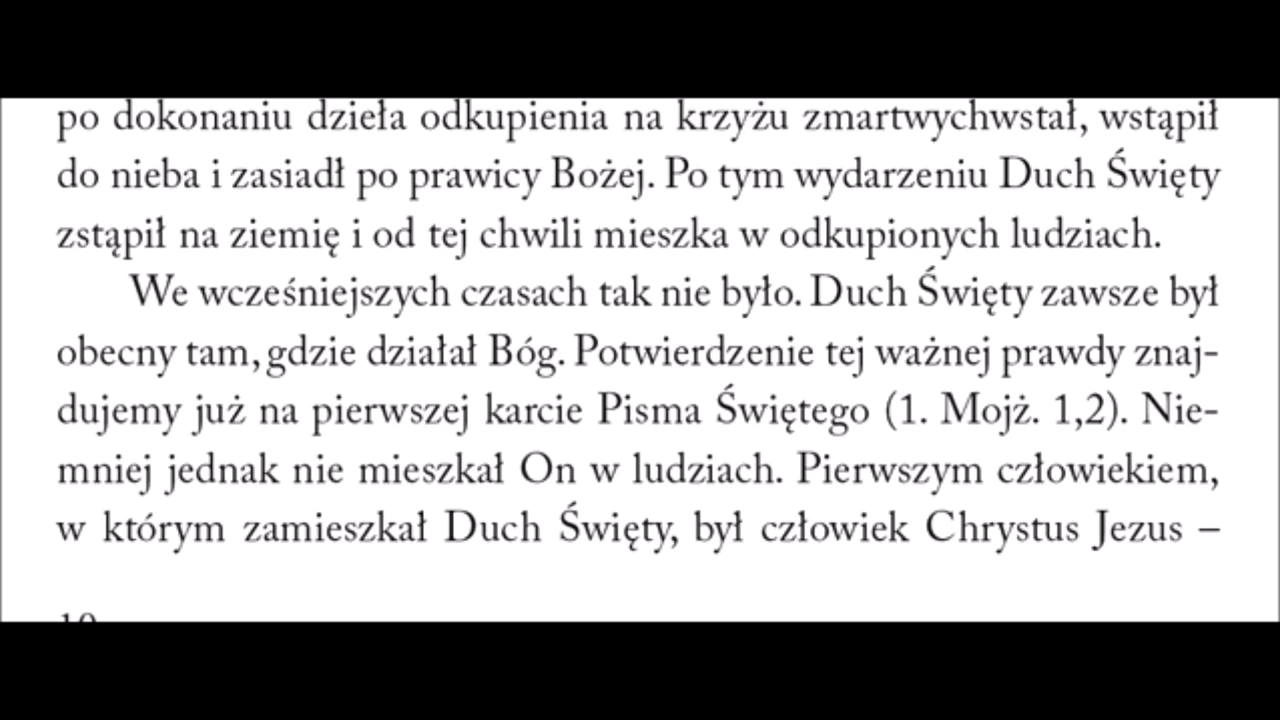 po dokonaniu dzieła odkupienia na krzyżu zmartwychwstał, wstąpił
do nieba i zasiadł po prawicy Bożej. Po tym wydarzeniu Duch Święty
zstąpił na ziemię i od tej chwili mieszka w odkupionych ludziach.
We wcześniejszych czasach tak nie było. Duch Święty zawsze był
obecny tam, gdzie działał Bóg. Potwierdzenie tej ważnej prawdy znaj-
dujemy już na pierwszej karcie Pisma Świętego (1. Mojż. 1,2). Nie-
mniej jednak nie mieszkał On w ludziach. Pierwszym człowiekiem,
w którym zamieszkał Duch Święty, był człowiek Chrystus Jezus –